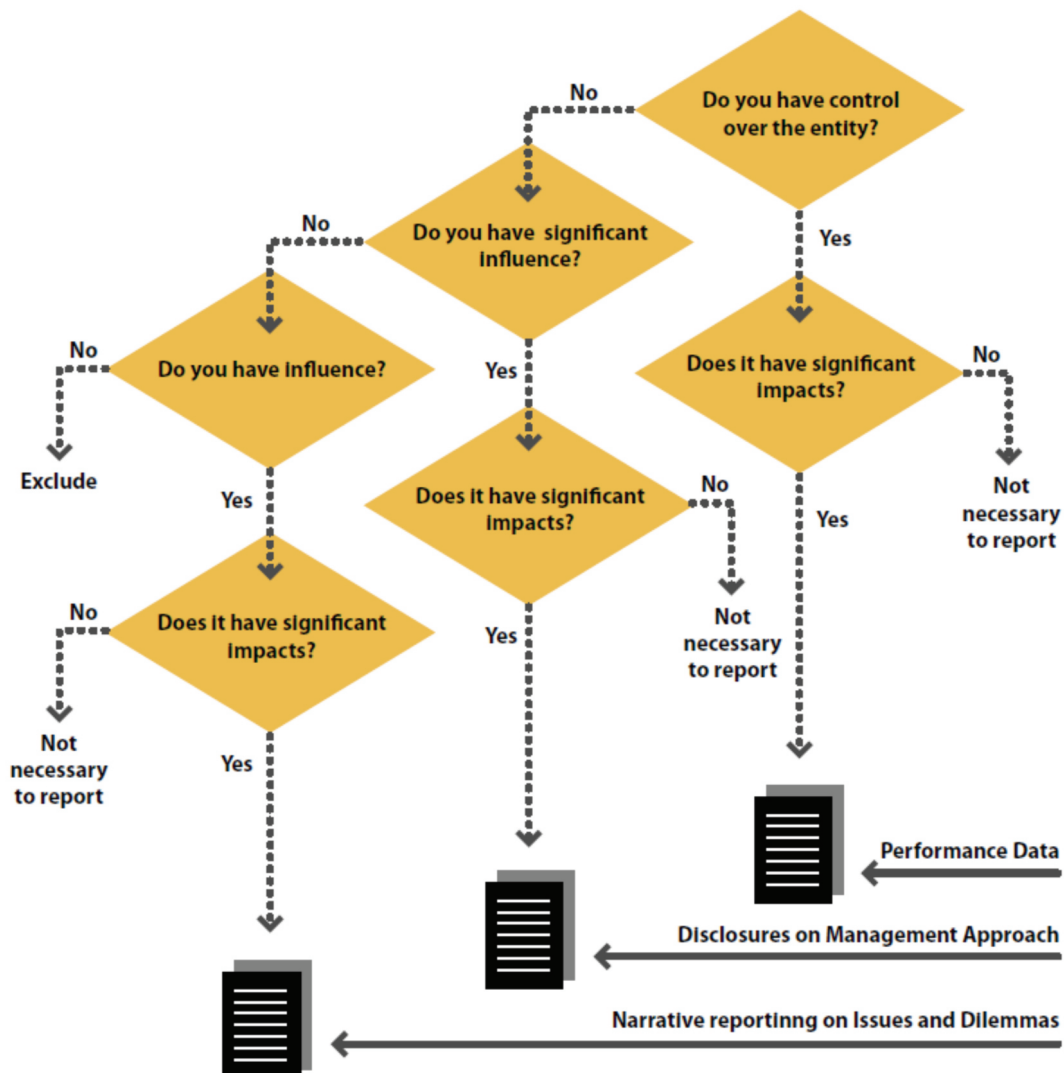 No
Do you have control
over the entity?
No
Do you have  significant
influence?
Yes
No
Do you have influence?
Yes
Does it have significant
impacts?
No
Exclude
Yes
Does it have significant
impacts?
No
Yes
Not
necessary
to report
No
Does it have significant
impacts?
Yes
Not
necessary
to report
Not
necessary
to report
Yes
Performance Data
Disclosures on Management Approach
Narrative reportinng on Issues and Dilemmas